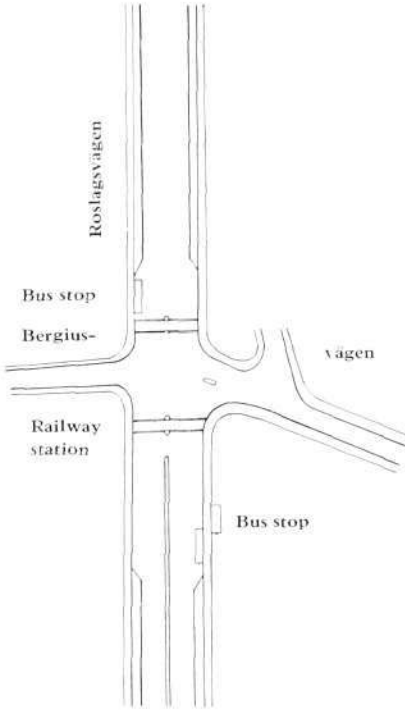 Roslagsvägen
Bus stop
Bergius-
vägen
Railway
station
Bus stop